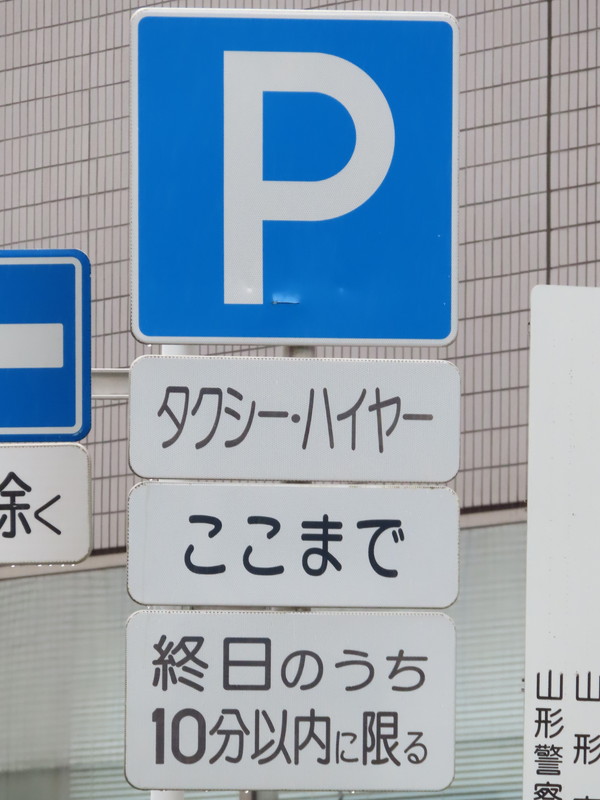 P
タクシー・ハイヤー
ここまで
終日のうち
10分以内に限る
除く
山形
山形警察